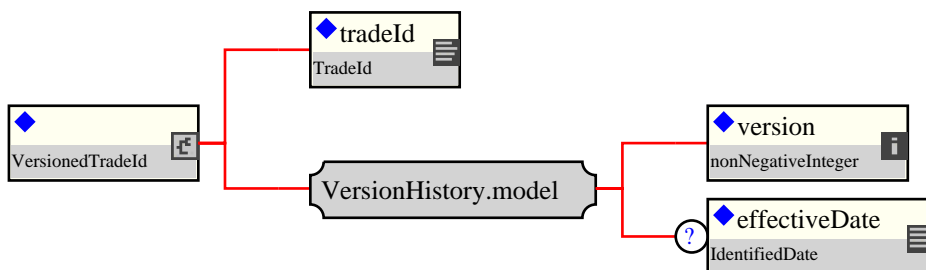 tradeId
TradeId
VersionedTradeId
VersionHistory.model
version
nonNegativeInteger
?
effectiveDate
IdentifiedDate